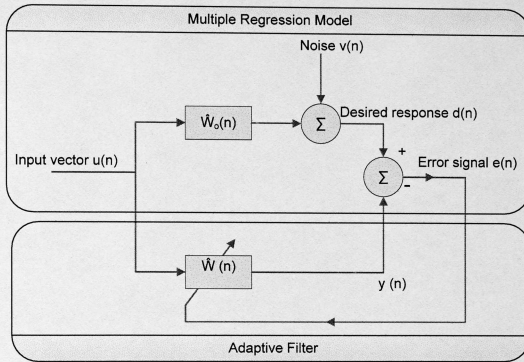 Multiple Regression Model
Noise v(n)
Ŵₒ(n)
Σ
Desired response d(n)
+
Input vector u(n)
Σ
Error signal e(n)
-
Ŵ (n)
y (n)
Adaptive Filter